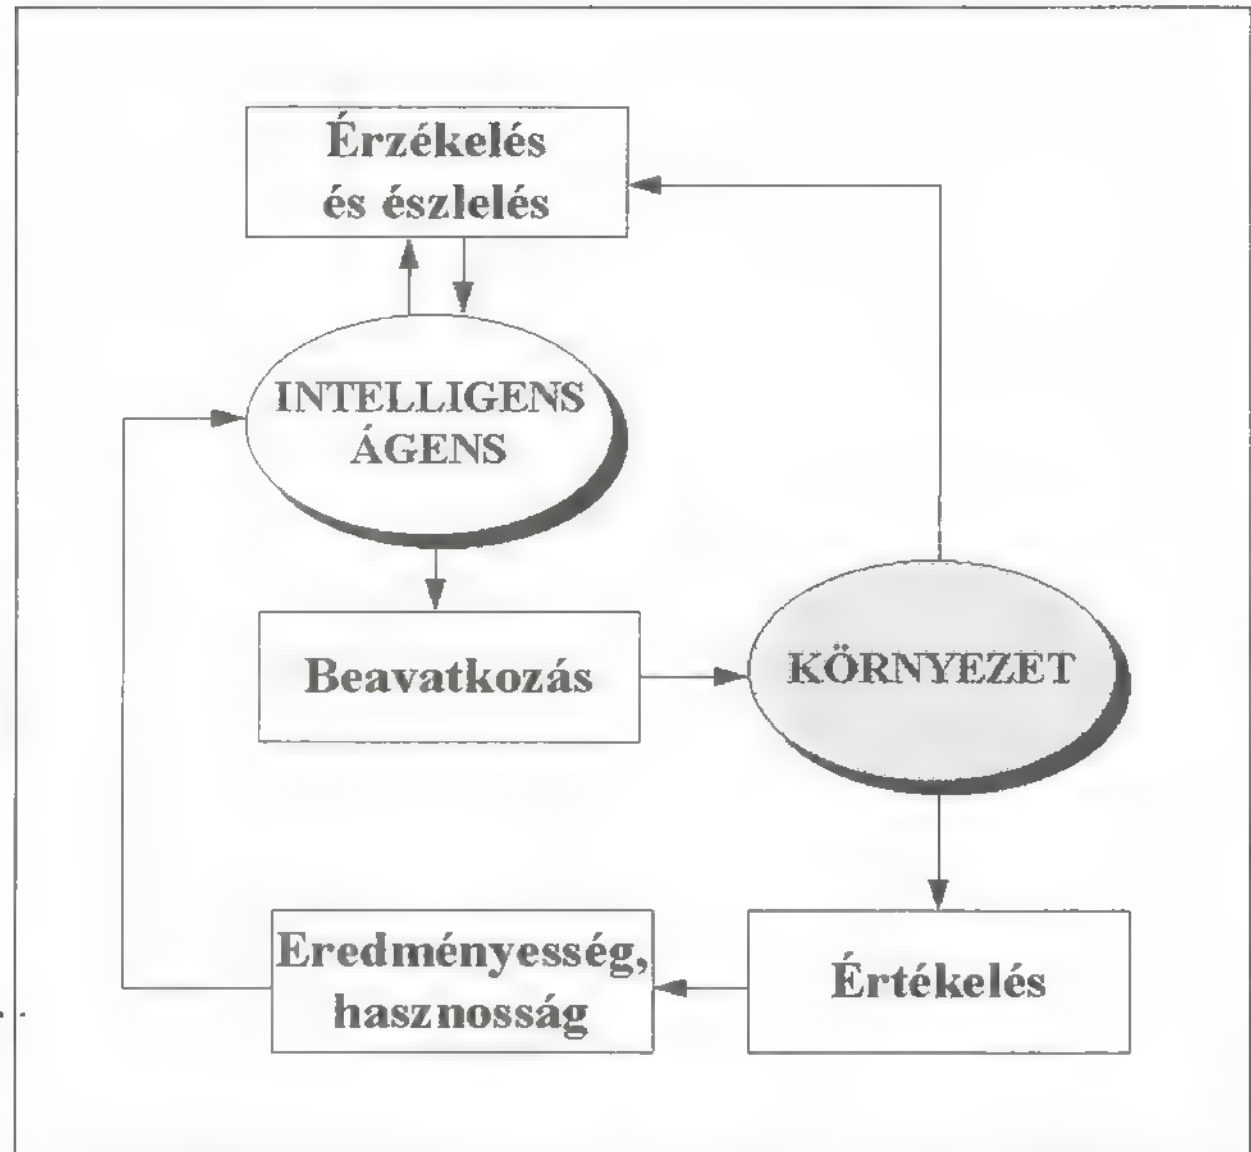 Érzékelés
és észlelés
INTELLIGENS
ÁGENS
Beavatkozás
KÖRNYEZET
Eredményesség,
hasznosság
Értékelés